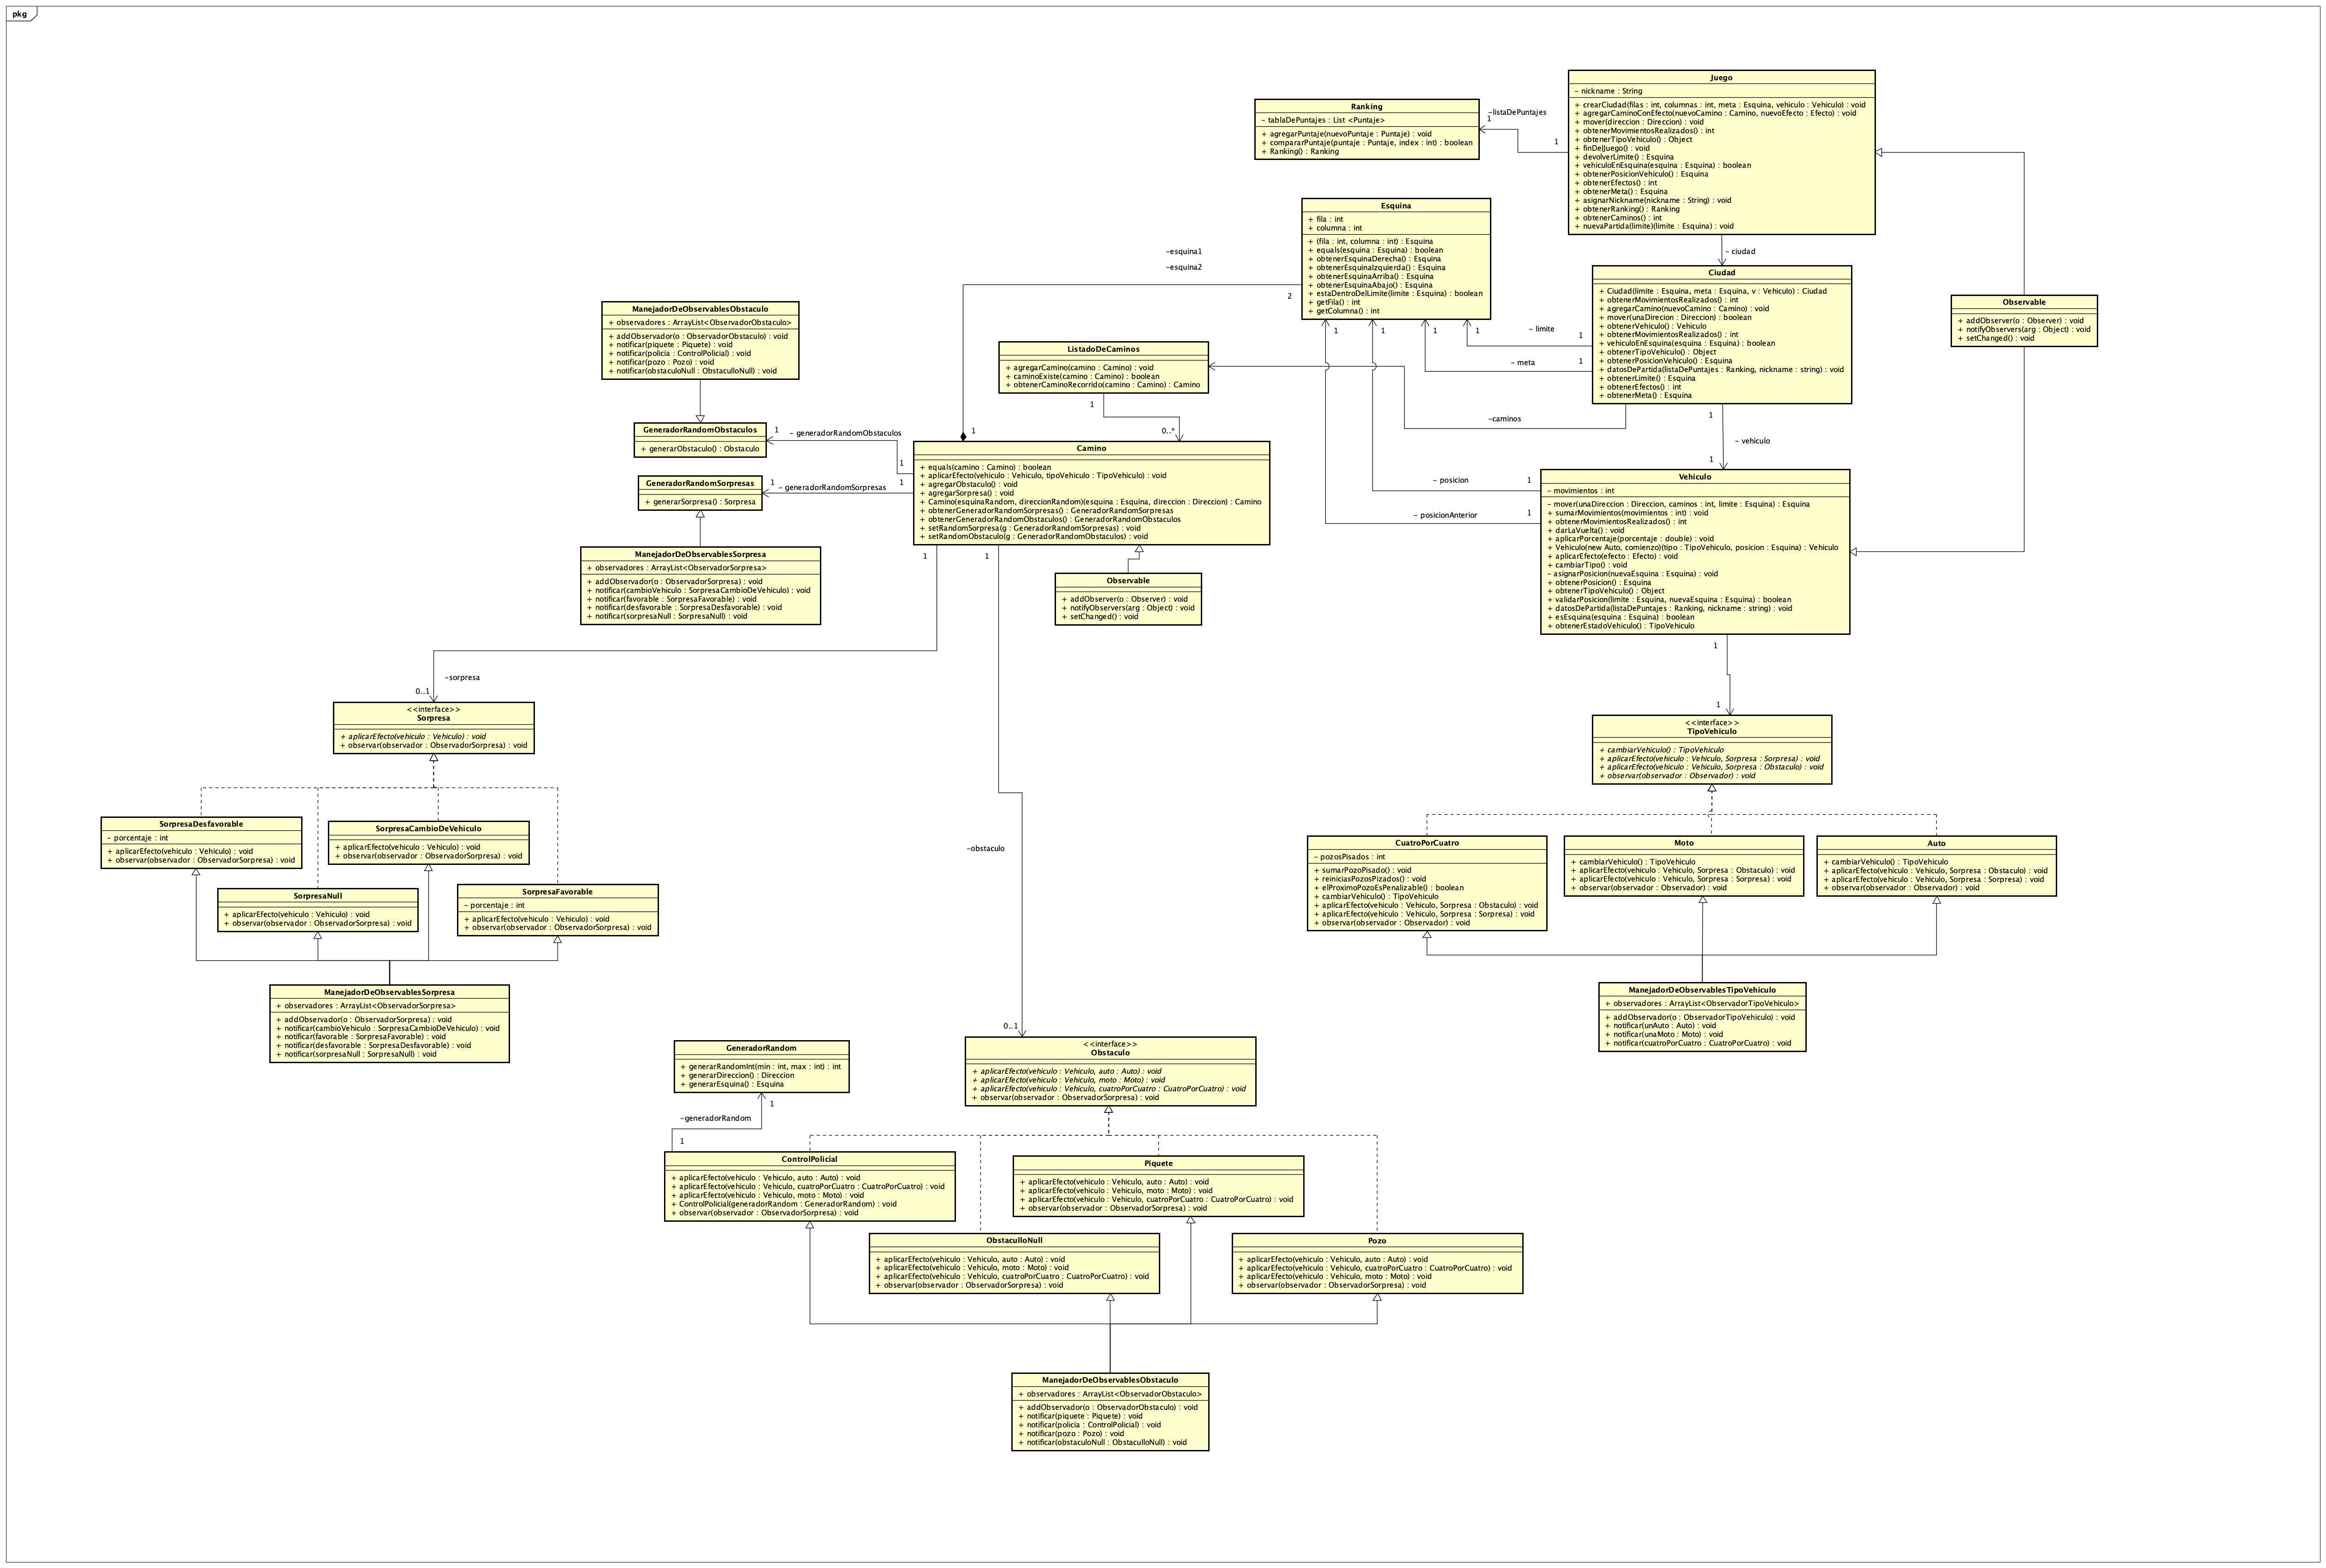 pkg
Juego
- nickname : String
+ crearCiudad(filas : int, columnas : int, meta : Esquina, vehiculo : Vehiculo) : void
+ agregarCaminoConEfecto(nuevoCamino : Camino, nuevoEfecto : Efecto) : void
+ mover(direccion : Direccion) : void
+ obtenerMovimientosRealizados() : int
+ obtenerTipoVehiculo() : Object
+ finDelJuego() : void
+ devolverLimite() : Esquina
+ vehiculoEnEsquina(esquina : Esquina) : boolean
+ obtenerPosicionVehiculo() : Esquina
+ obtenerEfectos() : int
+ obtenerMeta() : Esquina
+ asignarNickname(nickname : String) : void
+ obtenerRanking() : Ranking
+ obtenerCaminos() : int
+ nuevaPartida(limite)(limite : Esquina) : void
Ranking
- tablaDePuntajes : List <Puntaje>
+ agregarPuntaje(nuevoPuntaje : Puntaje) : void
+ compararPuntaje(puntaje : Puntaje, index : int) : boolean
+ Ranking() : Ranking
-listaDePuntajes
1
1
Esquina
+ fila : int
+ columna : int
+ (fila : int, columna : int) : Esquina
+ equals(esquina : Esquina) : boolean
+ obtenerEsquinaDerecha() : Esquina
+ obtenerEsquinaIzquierda() : Esquina
+ obtenerEsquinaArriba() : Esquina
+ obtenerEsquinaAbajo() : Esquina
+ estaDentroDelLimite(limite : Esquina) : boolean
+ getFila() : int
+ getColumna() : int
- ciudad
Ciudad
+ Ciudad(limite : Esquina, meta : Esquina, v : Vehiculo) : Ciudad
+ obtenerMovimientosRealizados() : int
+ agregarCamino(nuevoCamino : Camino) : void
+ mover(unaDirecion : Direccion) : boolean
+ obtenerVehiculo() : Vehiculo
+ obtenerMovimientosRealizados() : int
+ vehiculoEnEsquina(esquina : Esquina) : boolean
+ obtenerTipoVehiculo() : Object
+ obtenerPosicionVehiculo() : Esquina
+ datosDePartida(listaDePuntajes : Ranking, nickname : string) : void
+ obtenerLimite() : Esquina
+ obtenerEfectos() : int
+ obtenerMeta() : Esquina
Observable
+ addObserver(o : Observer) : void
+ notifyObservers(arg : Object) : void
+ setChanged() : void
-esquina1
-esquina2
2
1
1
1
1
1
- limite
1
- meta
1
-caminos
1
- vehiculo
1
ManejadorDeObservablesObstaculo
+ observadores : ArrayList<ObservadorObstaculo>
+ addObservador(o : ObservadorObstaculo) : void
+ notificar(piquete : Piquete) : void
+ notificar(policia : ControlPolicial) : void
+ notificar(pozo : Pozo) : void
+ notificar(obstaculoNull : ObstaculloNull) : void
ListadoDeCaminos
+ agregarCamino(camino : Camino) : void
+ caminoExiste(camino : Camino) : boolean
+ obtenerCaminoRecorrido(camino : Camino) : Camino
1
0..*
GeneradorRandomObstaculos
+ generarObstaculo() : Obstaculo
1
- generadorRandomObstaculos
1
GeneradorRandomSorpresas
+ generarSorpresa() : Sorpresa
1
- generadorRandomSorpresas
1
Camino
+ equals(camino : Camino) : boolean
+ aplicarEfecto(vehiculo : Vehiculo, tipoVehiculo : TipoVehiculo) : void
+ agregarObstaculo() : void
+ agregarSorpresa() : void
+ Camino(esquinaRandom, direccionRandom)(esquina : Esquina, direccion : Direccion) : Camino
+ obtenerGeneradorRandomSorpresas() : GeneradorRandomSorpresas
+ obtenerGeneradorRandomObstaculos() : GeneradorRandomObstaculos
+ setRandomSorpresa(g : GeneradorRandomSorpresas) : void
+ setRandomObstaculo(g : GeneradorRandomObstaculos) : void
- posicion
1
- posicionAnterior
1
Vehiculo
- movimientos : int
- mover(unaDireccion : Direccion, caminos : int, limite : Esquina) : Esquina
+ sumarMovimientos(movimientos : int) : void
+ obtenerMovimientosRealizados() : int
+ darLaVuelta() : void
+ aplicarPorcentaje(porcentaje : double) : void
+ Vehiculo(new Auto, comienzo)(tipo : TipoVehiculo, posicion : Esquina) : Vehiculo
+ aplicarEfecto(efecto : Efecto) : void
+ cambiarTipo() : void
- asignarPosicion(nuevaEsquina : Esquina) : void
+ obtenerPosicion() : Esquina
+ obtenerTipoVehiculo() : Object
+ validarPosicion(limite : Esquina, nuevaEsquina : Esquina) : boolean
+ datosDePartida(listaDePuntajes : Ranking, nickname : string) : void
+ esEsquina(esquina : Esquina) : boolean
+ obtenerEstadoVehiculo() : TipoVehiculo
ManejadorDeObservablesSorpresa
+ observadores : ArrayList<ObservadorSorpresa>
+ addObservador(o : ObservadorSorpresa) : void
+ notificar(cambioVehiculo : SorpresaCambioDeVehiculo) : void
+ notificar(favorable : SorpresaFavorable) : void
+ notificar(desfavorable : SorpresaDesfavorable) : void
+ notificar(sorpresaNull : SorpresaNull) : void
1
1
Observable
+ addObserver(o : Observer) : void
+ notifyObservers(arg : Object) : void
+ setChanged() : void
1
1
-sorpresa
0..1
<<interface>>
Sorpresa
+ aplicarEfecto(vehiculo : Vehiculo) : void
+ observar(observador : ObservadorSorpresa) : void
<<interface>>
TipoVehiculo
+ cambiarVehiculo() : TipoVehiculo
+ aplicarEfecto(vehiculo : Vehiculo, Sorpresa : Sorpresa) : void
+ aplicarEfecto(vehiculo : Vehiculo, Sorpresa : Obstaculo) : void
+ observar(observador : Observador) : void
SorpresaDesfavorable
- porcentaje : int
+ aplicarEfecto(vehiculo : Vehiculo) : void
+ observar(observador : ObservadorSorpresa) : void
SorpresaCambioDeVehiculo
+ aplicarEfecto(vehiculo : Vehiculo) : void
+ observar(observador : ObservadorSorpresa) : void
SorpresaNull
+ aplicarEfecto(vehiculo : Vehiculo) : void
+ observar(observador : ObservadorSorpresa) : void
SorpresaFavorable
- porcentaje : int
+ aplicarEfecto(vehiculo : Vehiculo) : void
+ observar(observador : ObservadorSorpresa) : void
-obstaculo
0..1
CuatroPorCuatro
- pozosPisados : int
+ sumarPozoPisado() : void
+ reiniciasPozosPizados() : void
+ elProximoPozoEsPenalizable() : boolean
+ cambiarVehiculo() : TipoVehiculo
+ aplicarEfecto(vehiculo : Vehiculo, Sorpresa : Obstaculo) : void
+ aplicarEfecto(vehiculo : Vehiculo, Sorpresa : Sorpresa) : void
+ observar(observador : Observador) : void
Moto
+ cambiarVehiculo() : TipoVehiculo
+ aplicarEfecto(vehiculo : Vehiculo, Sorpresa : Obstaculo) : void
+ aplicarEfecto(vehiculo : Vehiculo, Sorpresa : Sorpresa) : void
+ observar(observador : Observador) : void
Auto
+ cambiarVehiculo() : TipoVehiculo
+ aplicarEfecto(vehiculo : Vehiculo, Sorpresa : Obstaculo) : void
+ aplicarEfecto(vehiculo : Vehiculo, Sorpresa : Sorpresa) : void
+ observar(observador : Observador) : void
ManejadorDeObservablesSorpresa
+ observadores : ArrayList<ObservadorSorpresa>
+ addObservador(o : ObservadorSorpresa) : void
+ notificar(cambioVehiculo : SorpresaCambioDeVehiculo) : void
+ notificar(favorable : SorpresaFavorable) : void
+ notificar(desfavorable : SorpresaDesfavorable) : void
+ notificar(sorpresaNull : SorpresaNull) : void
ManejadorDeObservablesTipoVehiculo
+ observadores : ArrayList<ObservadorTipoVehiculo>
+ addObservador(o : ObservadorTipoVehiculo) : void
+ notificar(unAuto : Auto) : void
+ notificar(unaMoto : Moto) : void
+ notificar(cuatroPorCuatro : CuatroPorCuatro) : void
GeneradorRandom
+ generarRandomInt(min : int, max : int) : int
+ generarDireccion() : Direccion
+ generarEsquina() : Esquina
1
-generadorRandom
1
<<interface>>
Obstaculo
+ aplicarEfecto(vehiculo : Vehiculo, auto : Auto) : void
+ aplicarEfecto(vehiculo : Vehiculo, moto : Moto) : void
+ aplicarEfecto(vehiculo : Vehiculo, cuatroPorCuatro : CuatroPorCuatro) : void
+ observar(observador : ObservadorSorpresa) : void
ControlPolicial
+ aplicarEfecto(vehiculo : Vehiculo, auto : Auto) : void
+ aplicarEfecto(vehiculo : Vehiculo, cuatroPorCuatro : CuatroPorCuatro) : void
+ aplicarEfecto(vehiculo : Vehiculo, moto : Moto) : void
+ ControlPolicial(generadorRandom : GeneradorRandom) : void
+ observar(observador : ObservadorSorpresa) : void
Piquete
+ aplicarEfecto(vehiculo : Vehiculo, auto : Auto) : void
+ aplicarEfecto(vehiculo : Vehiculo, moto : Moto) : void
+ aplicarEfecto(vehiculo : Vehiculo, cuatroPorCuatro : CuatroPorCuatro) : void
+ observar(observador : ObservadorSorpresa) : void
ObstaculloNull
+ aplicarEfecto(vehiculo : Vehiculo, auto : Auto) : void
+ aplicarEfecto(vehiculo : Vehiculo, moto : Moto) : void
+ aplicarEfecto(vehiculo : Vehiculo, cuatroPorCuatro : CuatroPorCuatro) : void
+ observar(observador : ObservadorSorpresa) : void
Pozo
+ aplicarEfecto(vehiculo : Vehiculo, auto : Auto) : void
+ aplicarEfecto(vehiculo : Vehiculo, cuatroPorCuatro : CuatroPorCuatro) : void
+ aplicarEfecto(vehiculo : Vehiculo, moto : Moto) : void
+ observar(observador : ObservadorSorpresa) : void
ManejadorDeObservablesObstaculo
+ observadores : ArrayList<ObservadorObstaculo>
+ addObservador(o : ObservadorObstaculo) : void
+ notificar(piquete : Piquete) : void
+ notificar(policia : ControlPolicial) : void
+ notificar(pozo : Pozo) : void
+ notificar(obstaculoNull : ObstaculloNull) : void